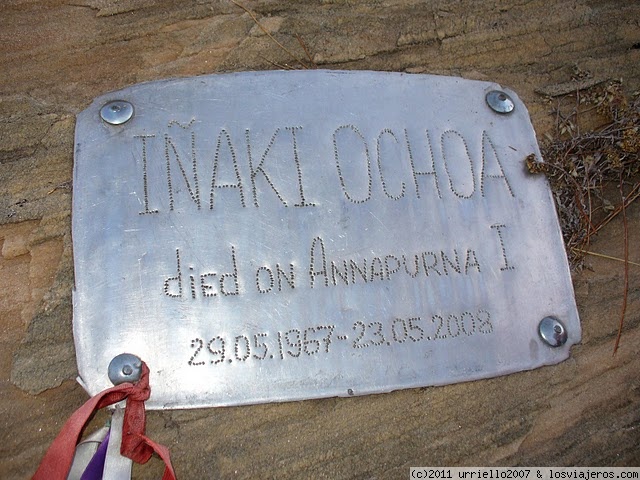 IÑAKI OCHOA
died on ANNAPURNA I
29.05.1967-23.05.2008
(c)2011 urriello2007 & losviajeros.com